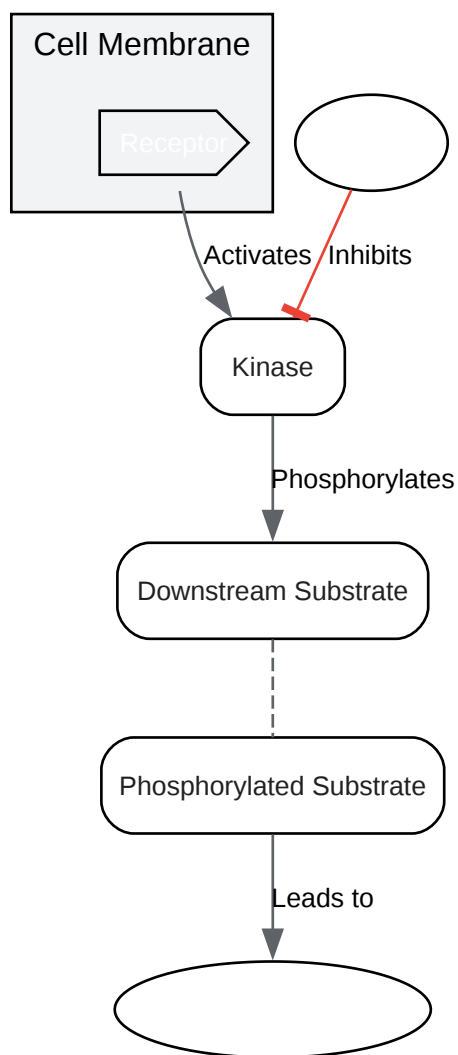 Cell Membrane
Receptor
Activates
Inhibits
Kinase
Phosphorylates
Downstream Substrate
Phosphorylated Substrate
Leads to